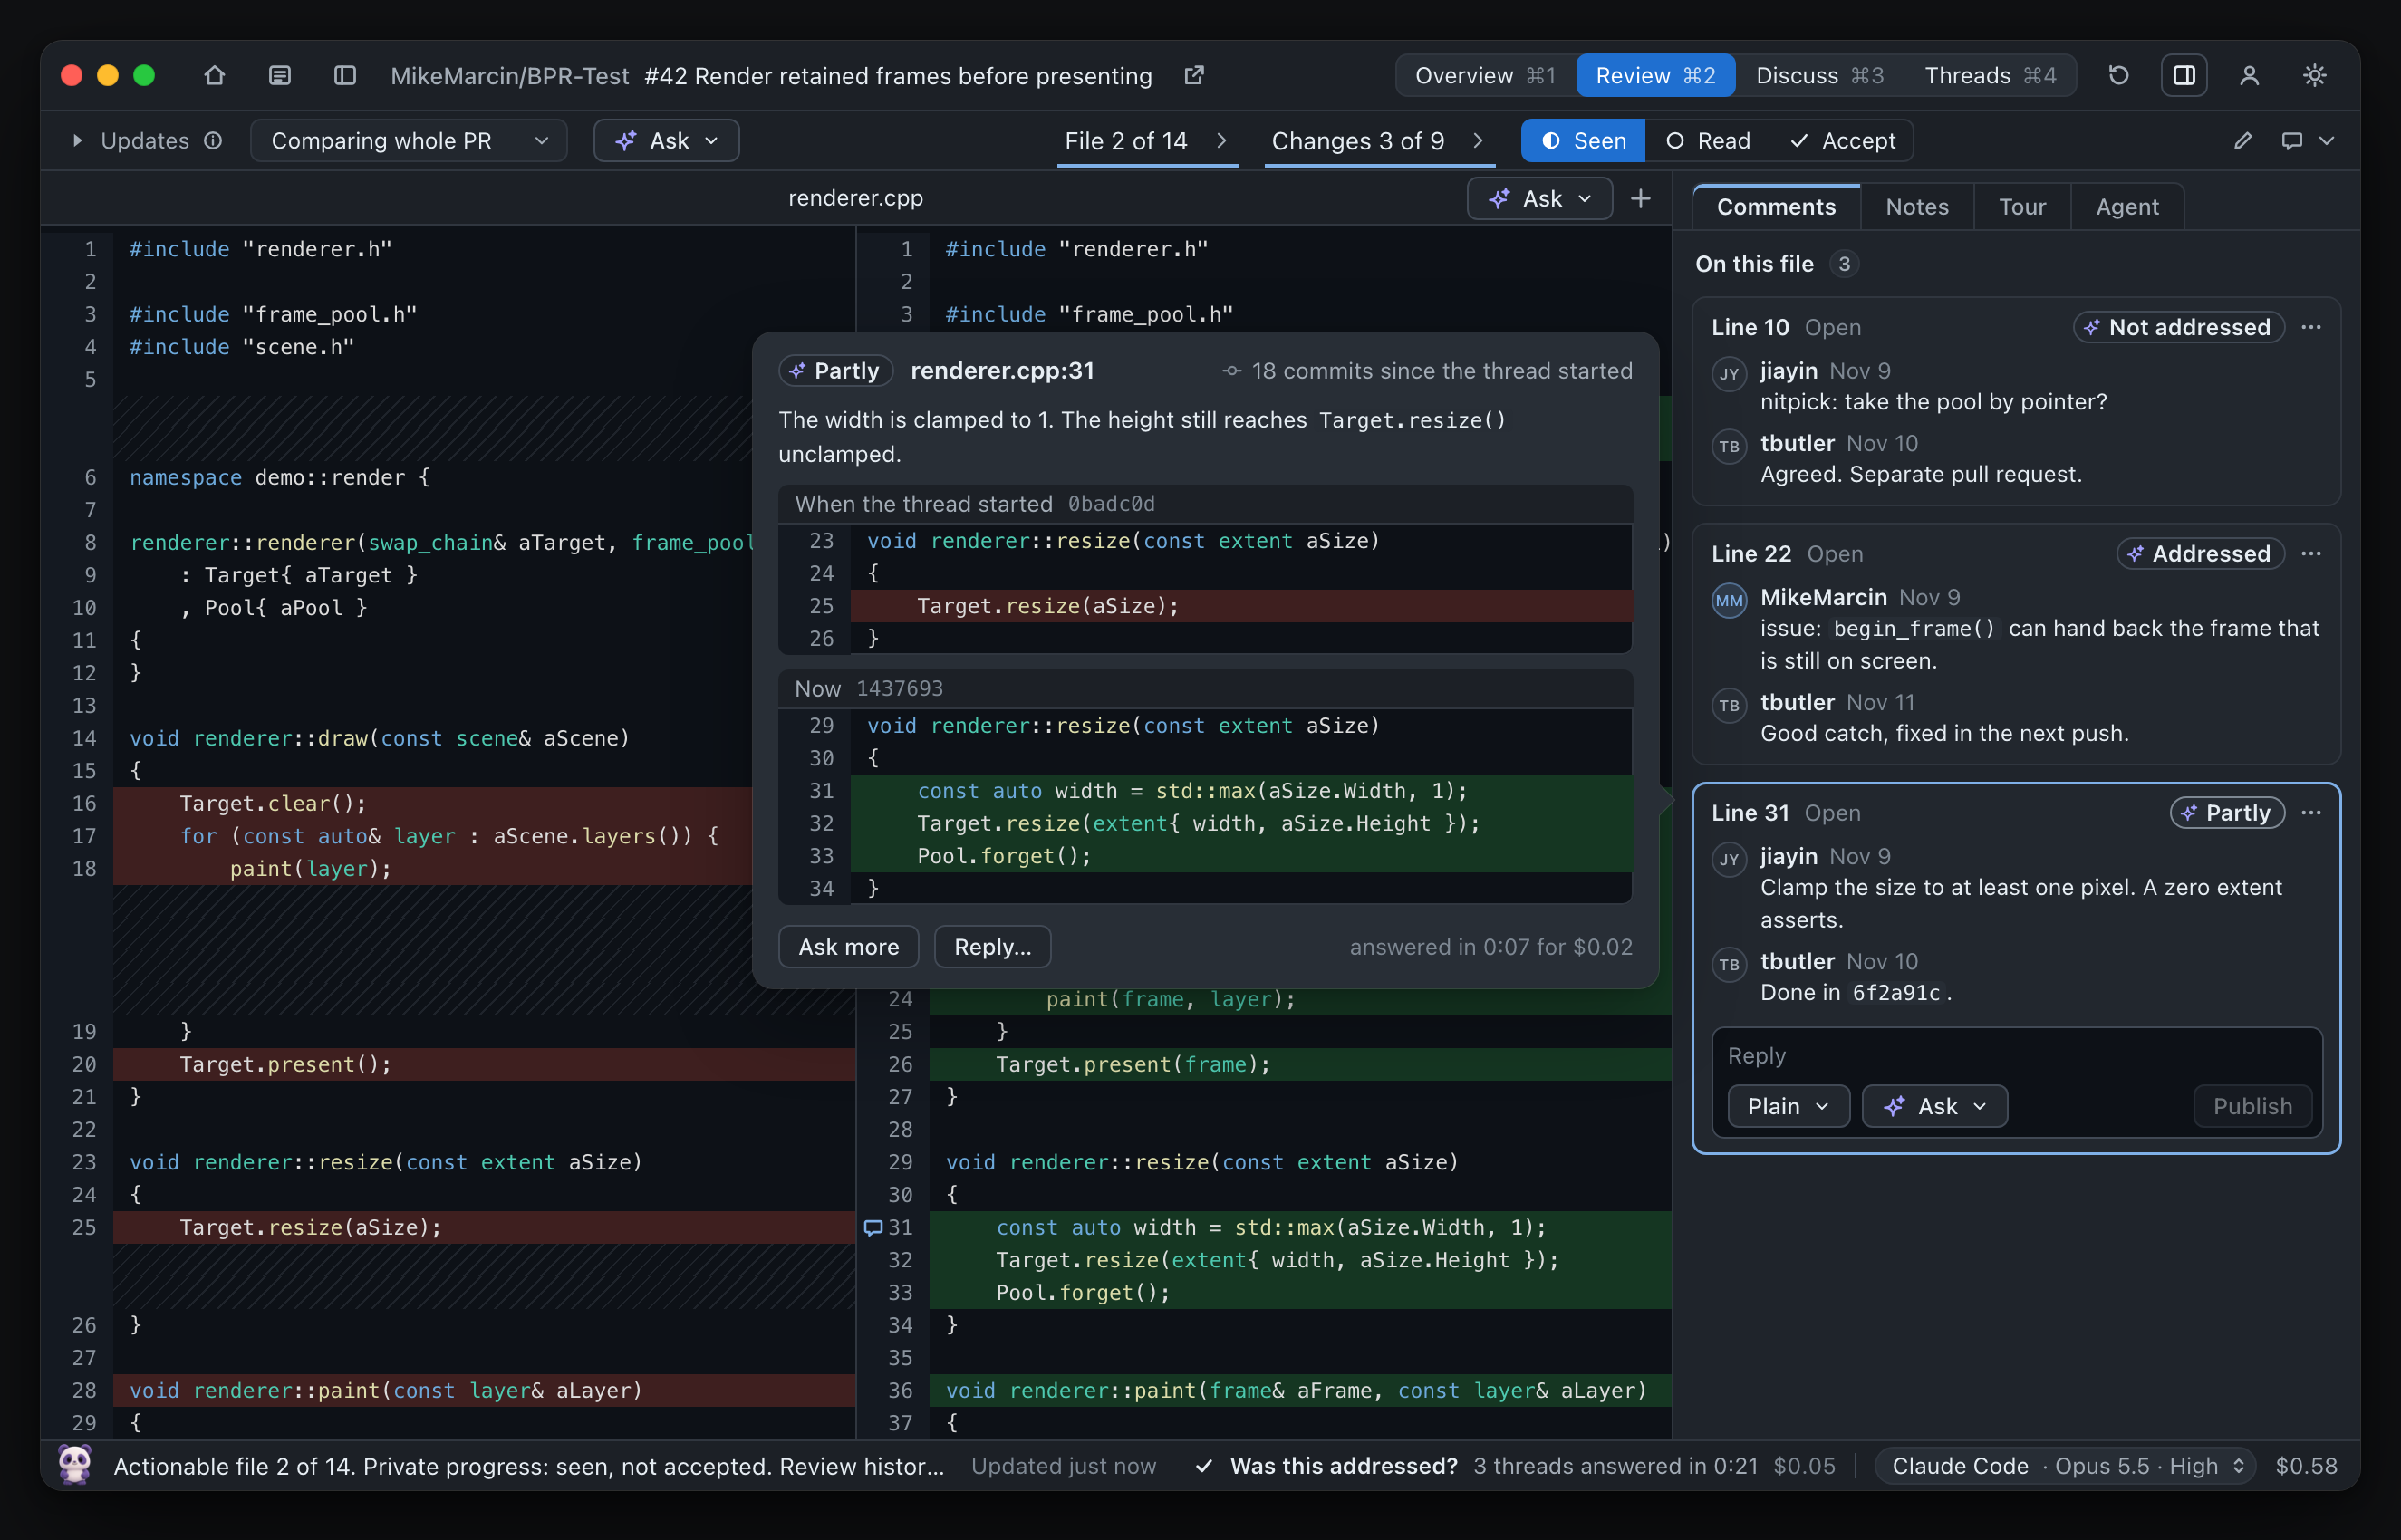 MikeMarcin/BPR-Test #42 Render retained frames before presenting
Overview ⌘1 Review ⌘2 Discuss ⌘3 Threads ⌘4
Updates Comparing whole PR Ask File 2 of 14 Changes 3 of 9 Seen Read Accept
renderer.cpp Ask
1 #include "renderer.h"
2
3 #include "frame_pool.h"
4 #include "scene.h"
5
6 namespace demo::render {
7
8 renderer::renderer(swap_chain& aTarget, frame_pool
9 : Target{ aTarget }
10 , Pool{ aPool }
11 {
12 }
13
14 void renderer::draw(const scene& aScene)
15 {
16 Target.clear();
17 for (const auto& layer : aScene.layers()) {
18 paint(layer);
19 }
20 Target.present();
21 }
22
23 void renderer::resize(const extent aSize)
24 {
25 Target.resize(aSize);
26 }
27
28 void renderer::paint(const layer& aLayer)
29 {
1 #include "renderer.h"
2
3 #include "frame_pool.h"
)
24 paint(frame, layer);
25 }
26 Target.present(frame);
27 }
28
29 void renderer::resize(const extent aSize)
30 {
31 const auto width = std::max(aSize.Width, 1);
32 Target.resize(extent{ width, aSize.Height });
33 Pool.forget();
34 }
35
36 void renderer::paint(frame& aFrame, const layer& aLayer)
37 {
Partly renderer.cpp:31 18 commits since the thread started
The width is clamped to 1. The height still reaches Target.resize()
unclamped.
When the thread started 0badc0d
23 void renderer::resize(const extent aSize)
24 {
25 Target.resize(aSize);
26 }
Now 1437693
29 void renderer::resize(const extent aSize)
30 {
31 const auto width = std::max(aSize.Width, 1);
32 Target.resize(extent{ width, aSize.Height });
33 Pool.forget();
34 }
Ask more Reply... answered in 0:07 for $0.02
Comments Notes Tour Agent
On this file 3
Line 10 Open Not addressed
JY jiayin Nov 9
nitpick: take the pool by pointer?
TB tbutler Nov 10
Agreed. Separate pull request.
Line 22 Open Addressed
MM MikeMarcin Nov 9
issue: begin_frame() can hand back the frame that
is still on screen.
TB tbutler Nov 11
Good catch, fixed in the next push.
Line 31 Open Partly
JY jiayin Nov 9
Clamp the size to at least one pixel. A zero extent
asserts.
TB tbutler Nov 10
Done in 6f2a91c.
Reply
Plain Ask Publish
Actionable file 2 of 14. Private progress: seen, not accepted. Review histor... Updated just now Was this addressed? 3 threads answered in 0:21 $0.05 Claude Code · Opus 5.5 · High $0.58